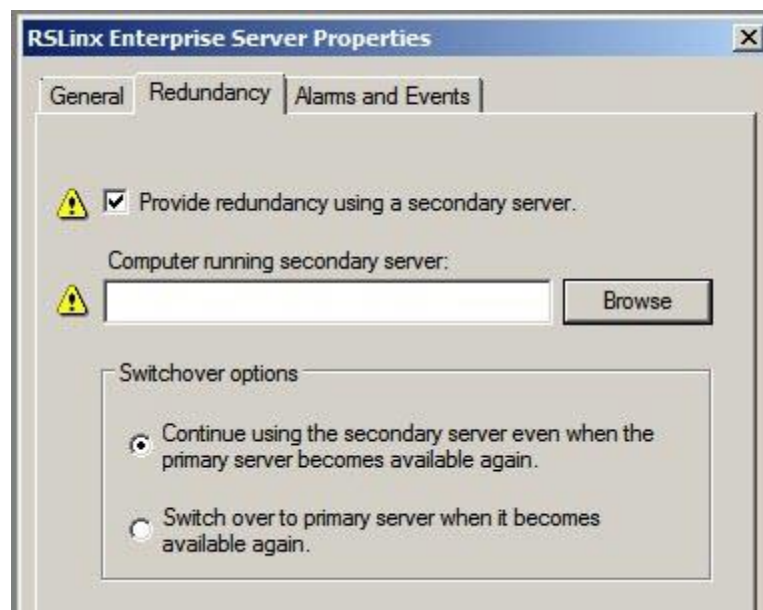 RSLinx Enterprise Server Properties
General Redundancy Alarms and Events
Provide redundancy using a secondary server.
Computer running secondary server:
Browse
Switchover options
Continue using the secondary server even when the
primary server becomes available again.
Switch over to primary server when it becomes
available again.